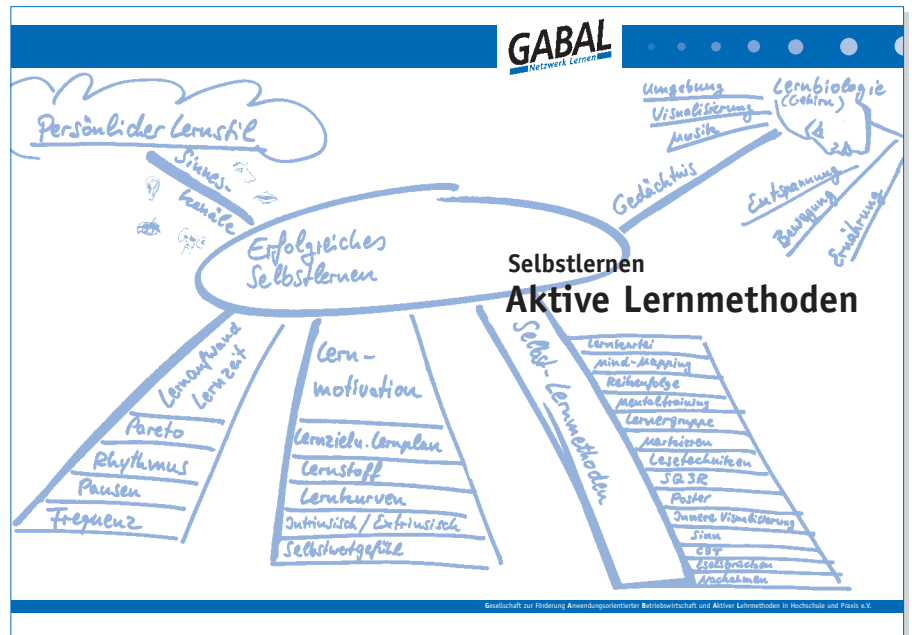 GABAL
Netzwerk Lernen
Persönlicher Lernstil
Sinnes-
kanäle
Umgebung
Visualisierung
Musik
Gedächtnis
Lernbiologie
(Gehirn)
Entspannung
Bewegung
Ernährung
Erfolgreiches
Selbstlernen
Selbstlernen
Aktive Lernmethoden
Lernaufwand
Lernzeit
Pareto
Rhythmus
Pausen
Frequenz
Lern-
motivation
Lernziel u. Lernplan
Lernstoff
Lernkurven
Intrinsisch / Extrinsisch
Selbstwertgefühl
Selbst-Lernmethoden
Lernkartei
Mind-Mapping
Reihenfolge
Mentaltraining
Lernergruppe
Markieren
Lesetechniken
SQ3R
Poster
Innere Visualisierung
Sinn
CBT
Eselsbrücken
Nachahmen
Gesellschaft zur Förderung Anwendungsorientierter Betriebswirtschaft und Aktiver Lehrmethoden in Hochschule und Praxis e.V.